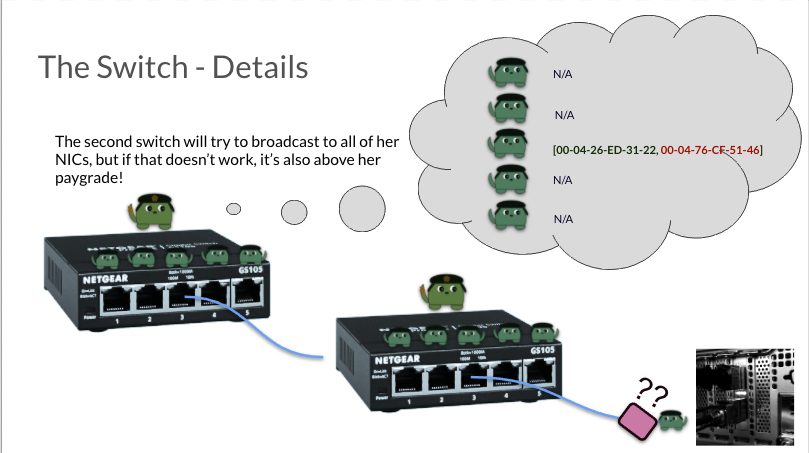 The Switch - Details
N/A
N/A
The second switch will try to broadcast to all of her
NICs, but if that doesn't work, it's also above her
paygrade!
[00-04-26-ED-31-22, 00-04-76-CF-51-46]
N/A
N/A
NETGEAR
GS105
Power
1 2 3 4 5
NETGEAR
GS105
Power
1 2 3 4 5
??